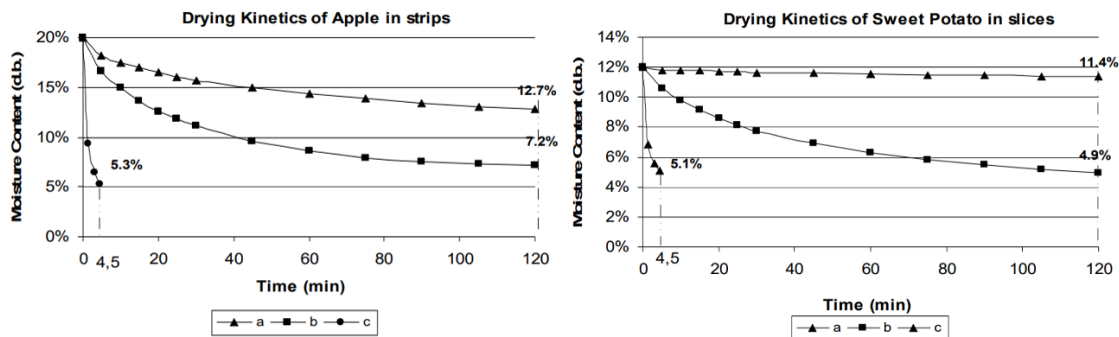 Drying Kinetics of Apple in strips
20%
15%
10%
5%
0%
Moisture Content (d.b.)
12.7%
7.2%
5.3%
0
20
40
60
80
100
120
4,5
Time (min)
a
b
c
Drying Kinetics of Sweet Potato in slices
14%
12%
10%
8%
6%
4%
2%
0%
Moisture Content (d.b.)
11.4%
4.9%
5.1%
0
20
40
60
80
100
120
4,5
Time (min)
a
b
c